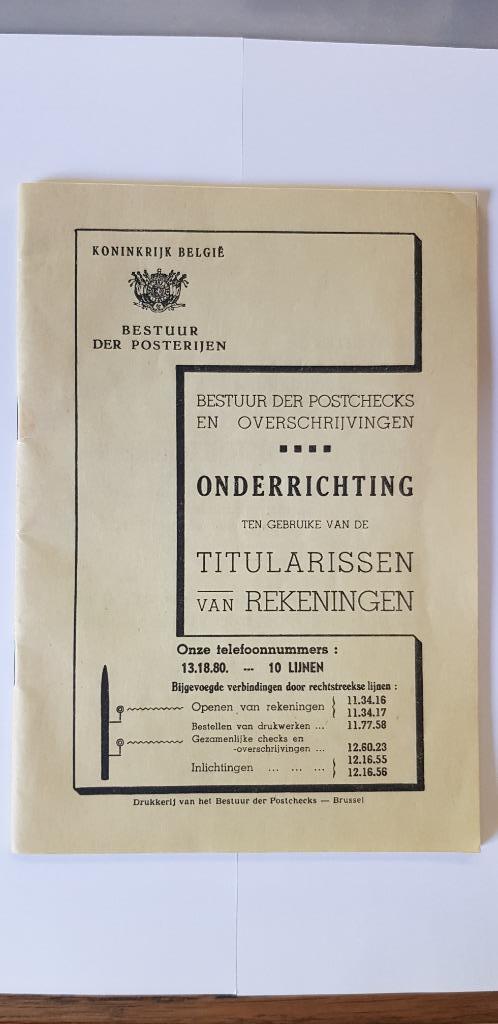 KONINKRIJK BELGIË
BESTUUR
DER POSTERIJEN
BESTUUR DER POSTCHECKS
EN OVERSCHRIJVINGEN
ONDERRICHTING
TEN GEBRUIKE VAN DE
TITULARISSEN
VAN REKENINGEN
Onze telefoonnummers :
13.18.80. --- 10 LIJNEN
Bijgevoegde verbindingen door rechtstreekse lijnen :
Openen van rekeningen } 11.34.16
11.34.17
Bestellen van drukwerken ... 11.77.58
Gezamenlijke checks en
-overschrijvingen ... 12.60.23
Inlichtingen ... ... ... } 12.16.55
12.16.56
Drukkerij van het Bestuur der Postchecks — Brussel